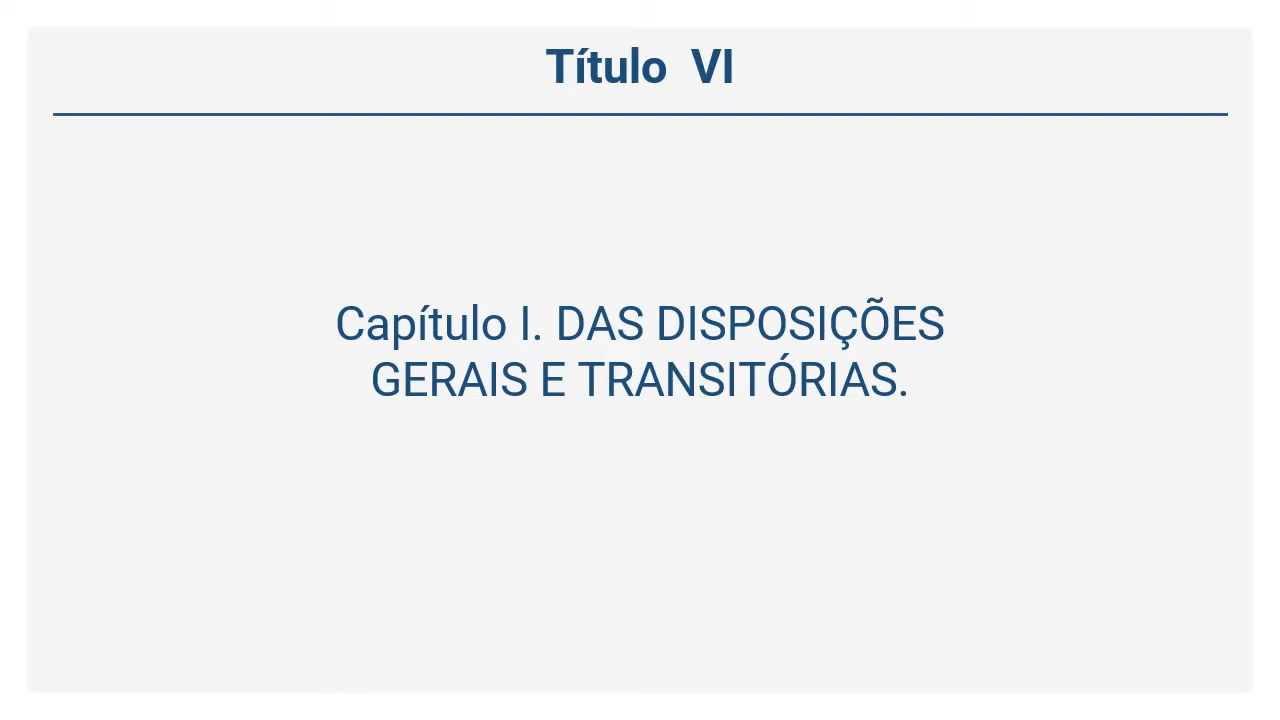 Título VI
Capítulo I. DAS DISPOSIÇÕES
GERAIS E TRANSITÓRIAS.